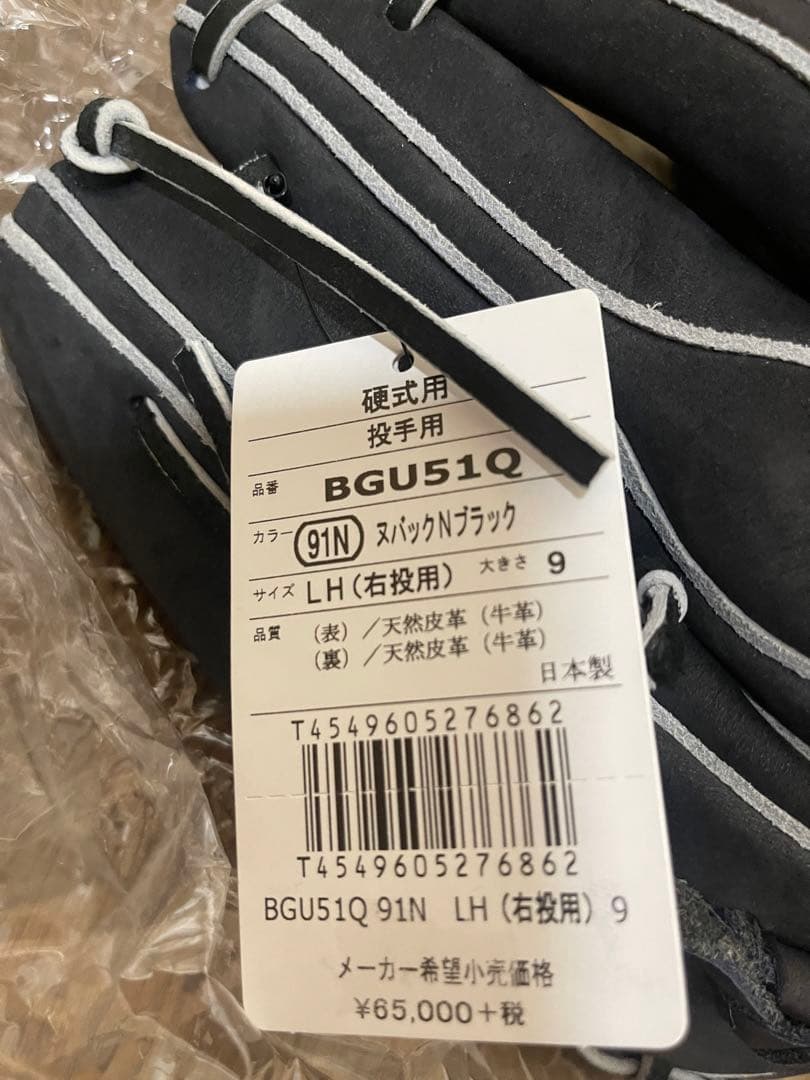 硬式用
投手用
品番 BGU51Q
カラー 91N ヌバックNブラック
サイズ LH(右投用) 大きさ 9
品質 (表)/天然皮革(牛革)
(裏)/天然皮革(牛革)
日本製
T4549605276862
T4549605276862
BGU51Q 91N LH(右投用) 9
メーカー希望小売価格
¥65,000+税